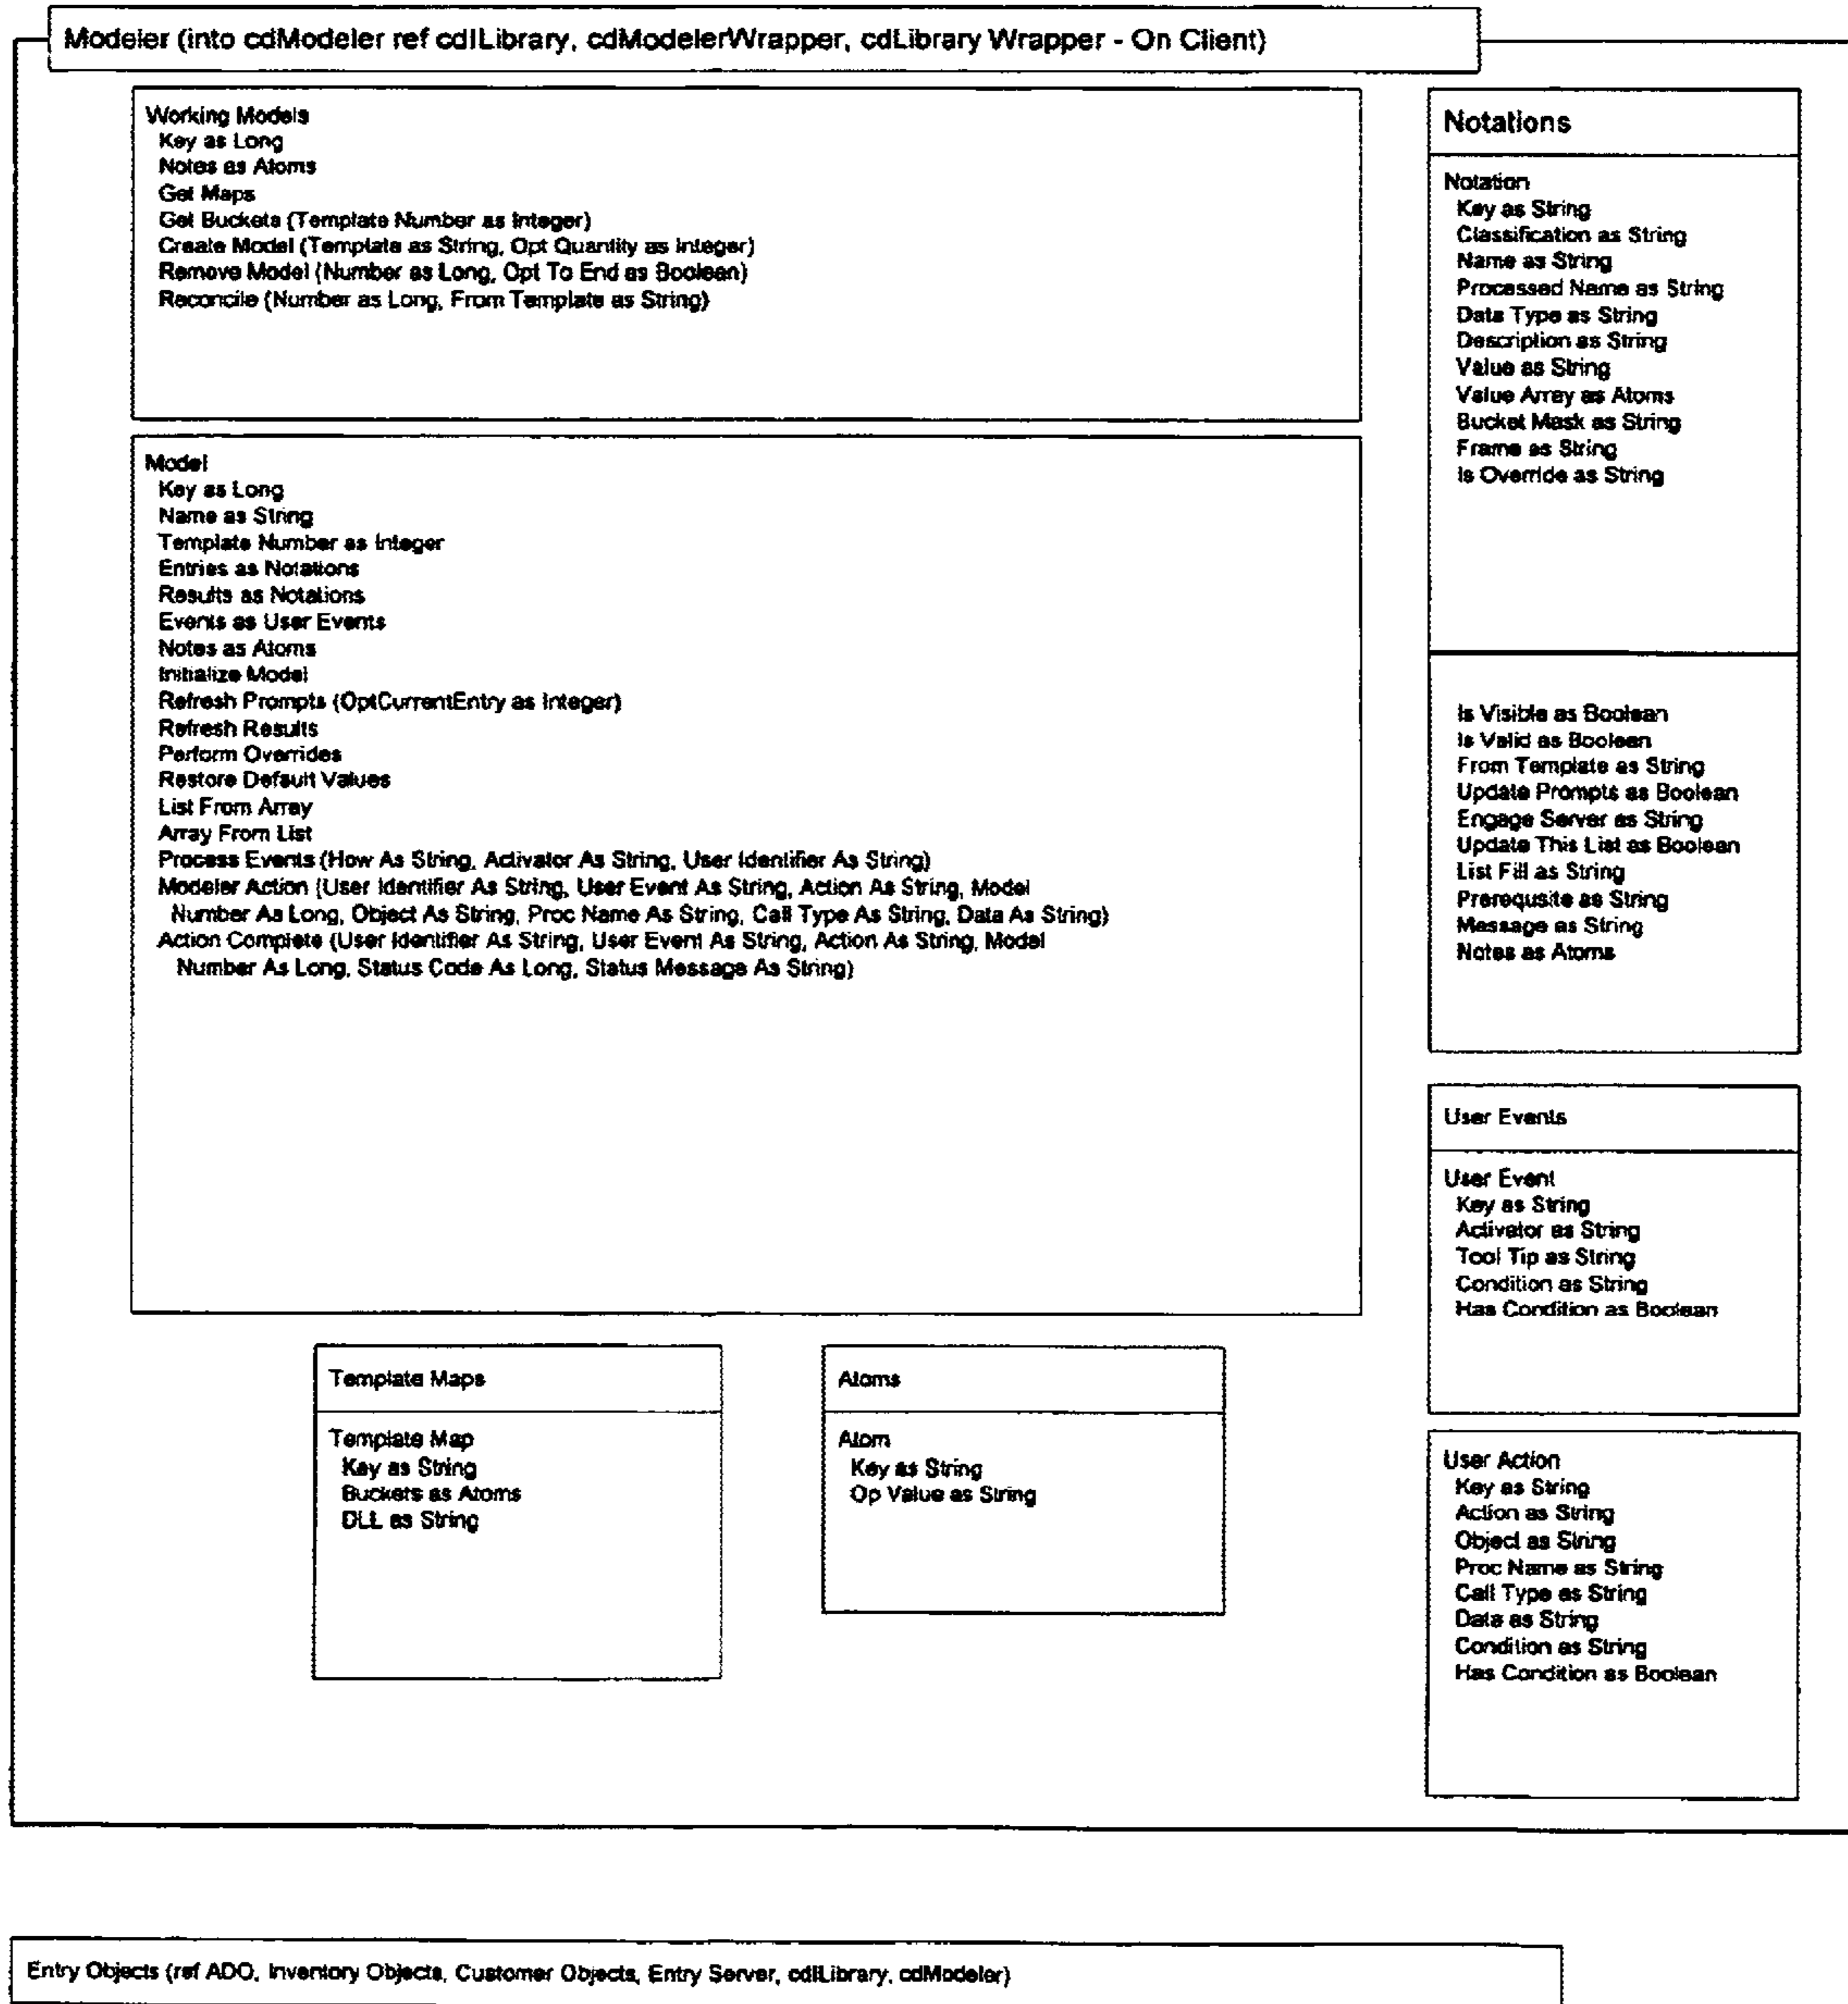 Modeler (into cdModeler ref cdILibrary, cdModelerWrapper, cdLibrary Wrapper - On Client)
Working Models
Key as Long
Notes as Atoms
Get Maps
Get Buckets (Template Number as Integer)
Create Model (Template as String, Opt Quantity as Integer)
Remove Model (Number as Long, Opt To End as Boolean)
Reconcile (Number as Long, From Template as String)
Model
Key as Long
Name as String
Template Number as Integer
Entries as Notations
Results as Notations
Events as User Events
Notes as Atoms
Initialize Model
Refresh Prompts (OptCurrentEntry as Integer)
Refresh Results
Perform Overrides
Restore Default Values
List From Array
Array From List
Process Events (How As String, Activator As String, User Identifier As String)
Modeler Action (User Identifier As String, User Event As String, Action As String, Model
Number As Long, Object As String, Proc Name As String, Call Type As String, Data As String)
Action Complete (User Identifier As String, User Event As String, Action As String, Model
Number As Long, Status Code As Long, Status Message As String)
Template Maps
Template Map
Key as String
Buckets as Atoms
DLL as String
Atoms
Atom
Key as String
Op Value as String
Notations
Notation
Key as String
Classification as String
Name as String
Processed Name as String
Data Type as String
Description as String
Value as String
Value Array as Atoms
Bucket Mask as String
Frame as String
Is Override as String
Is Visible as Boolean
Is Valid as Boolean
From Template as String
Update Prompts as Boolean
Engage Server as String
Update This List as Boolean
List Fill as String
Prerequsite as String
Message as String
Notes as Atoms
User Events
User Event
Key as String
Activator as String
Tool Tip as String
Condition as String
Has Condition as Boolean
User Action
Key as String
Action as String
Object as String
Proc Name as String
Call Type as String
Data as String
Condition as String
Has Condition as Boolean
Entry Objects (ref ADO, Inventory Objects, Customer Objects, Entry Server, cdILibrary, cdModeler)